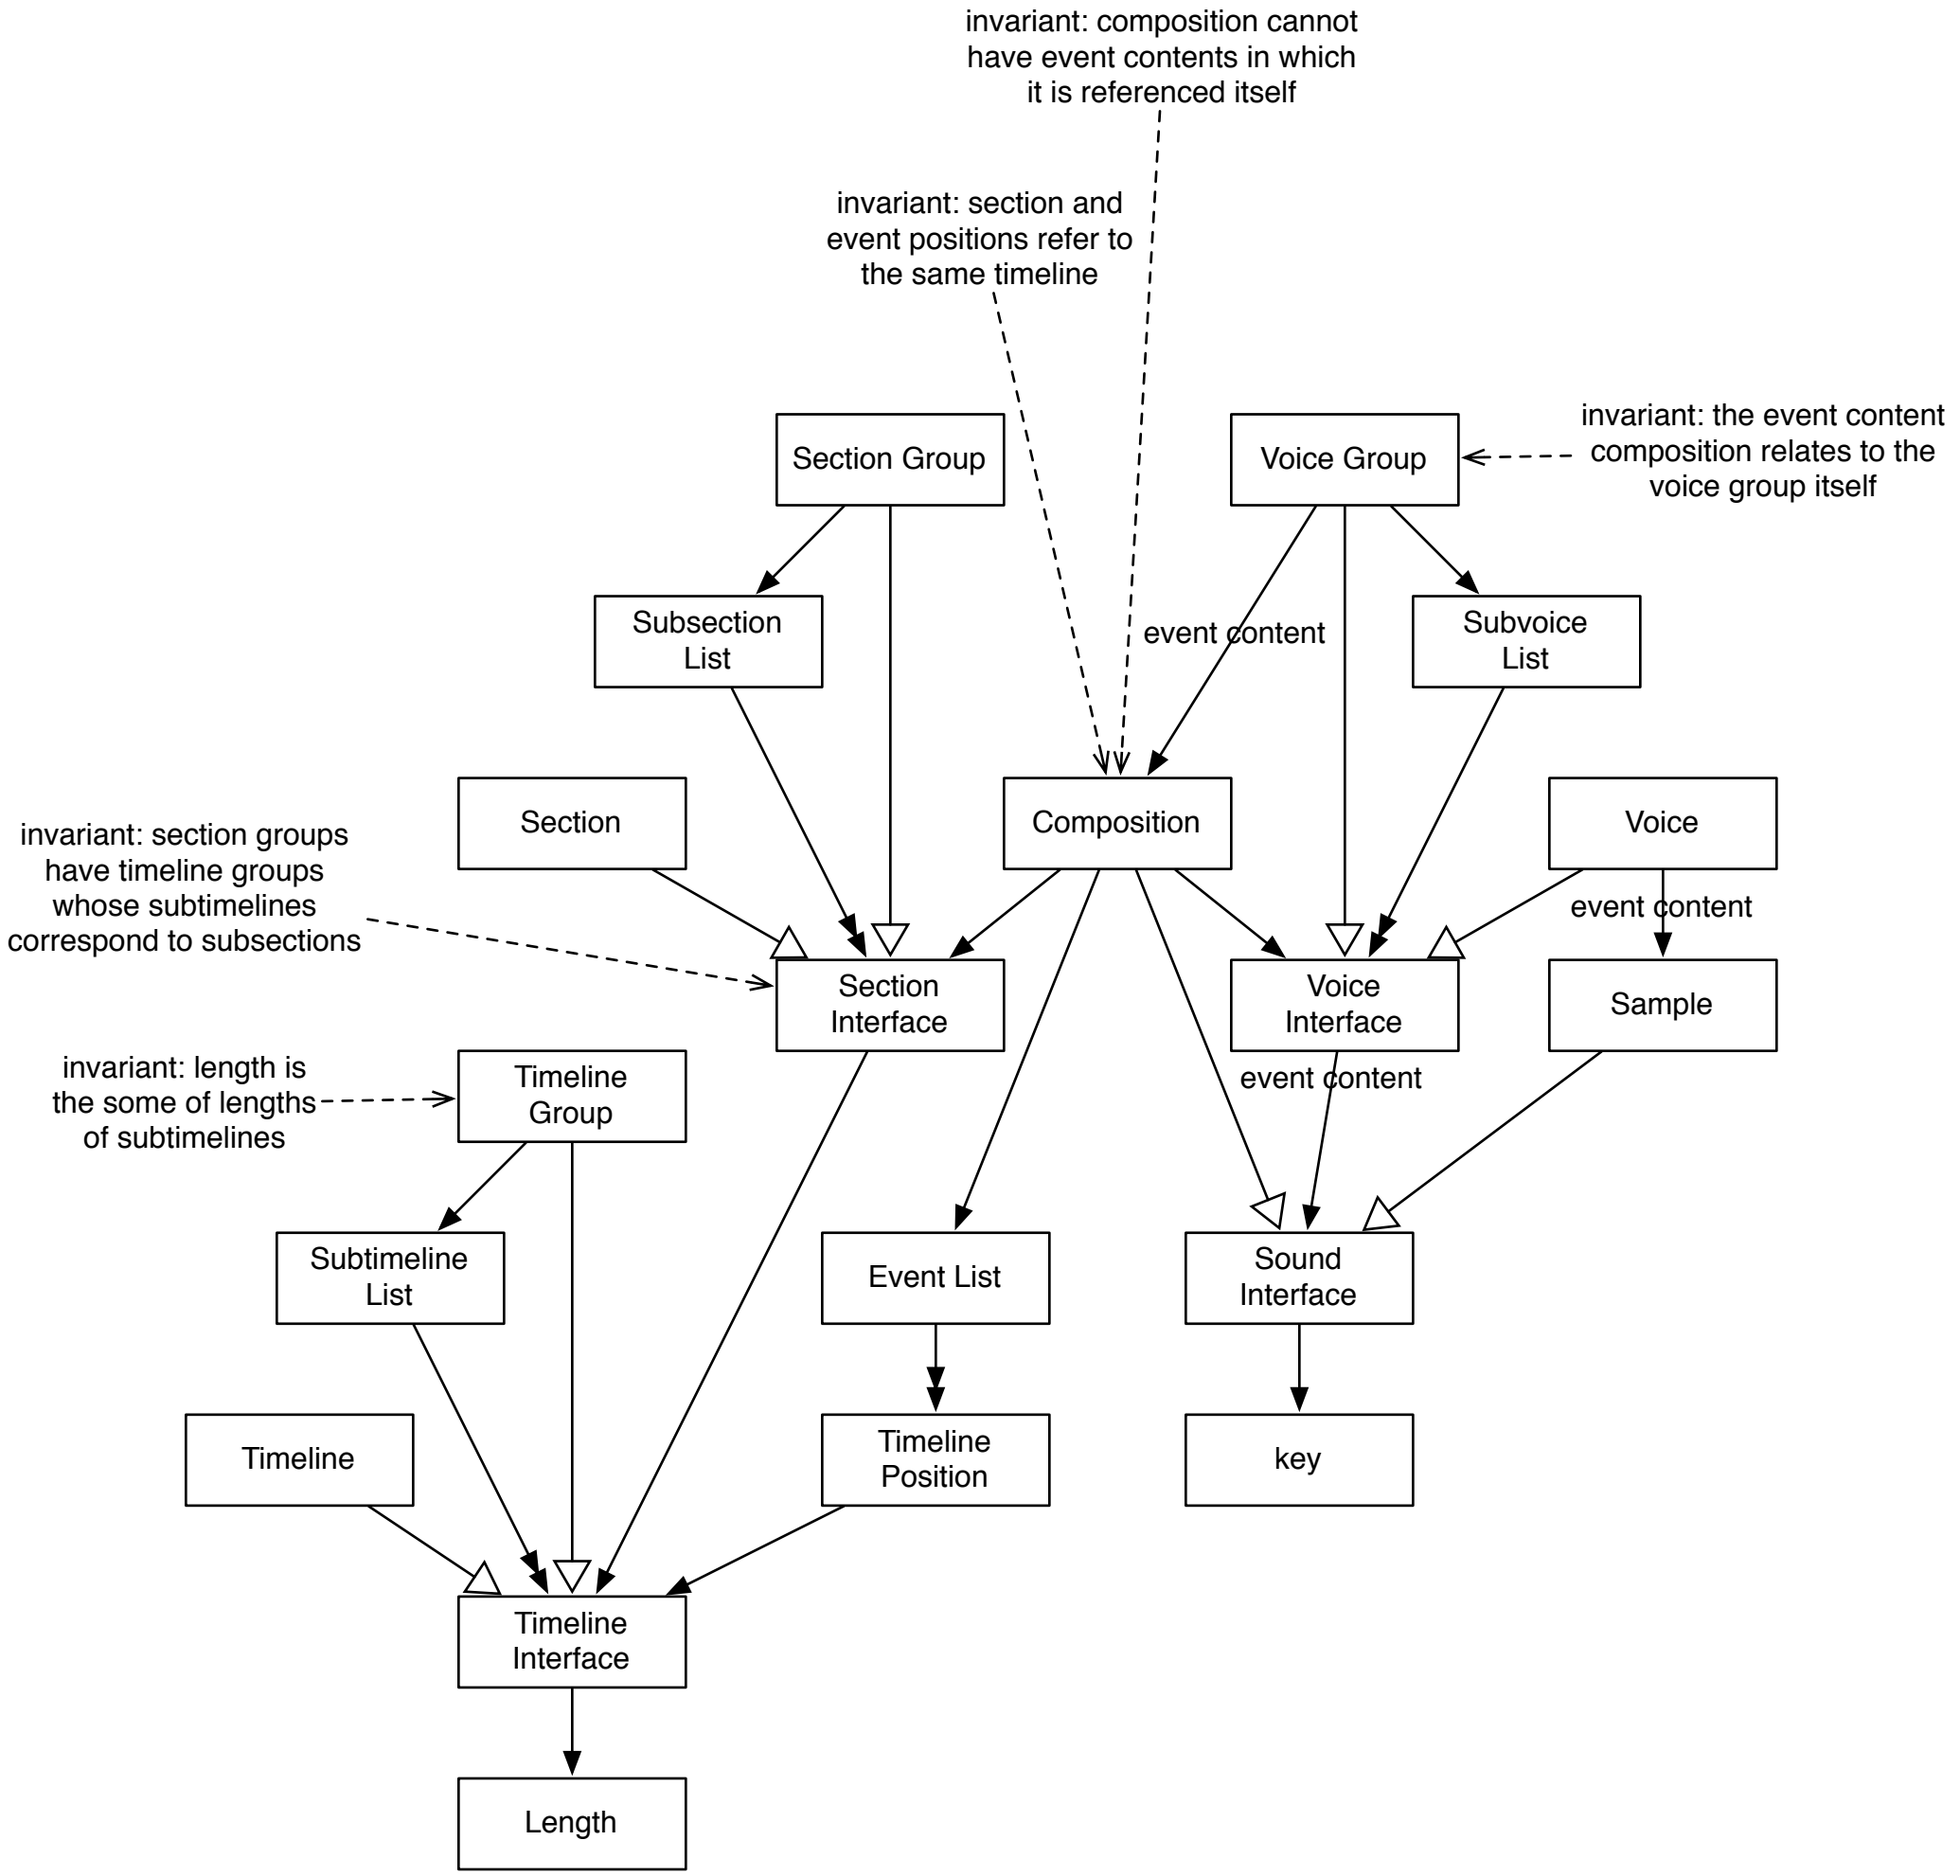 invariant: composition cannot
have event contents in which
it is referenced itself
invariant: section and
event positions refer to
the same timeline
Section Group
Voice Group
invariant: the event content
composition relates to the
voice group itself
Subsection
List
event content
Subvoice
List
Section
Composition
Voice
invariant: section groups
have timeline groups
whose subtimelines
correspond to subsections
event content
Section
Interface
Voice
Interface
Sample
invariant: length is
the some of lengths
of subtimelines
Timeline
Group
event content
Subtimeline
List
Event List
Sound
Interface
Timeline
Timeline
Position
key
Timeline
Interface
Length